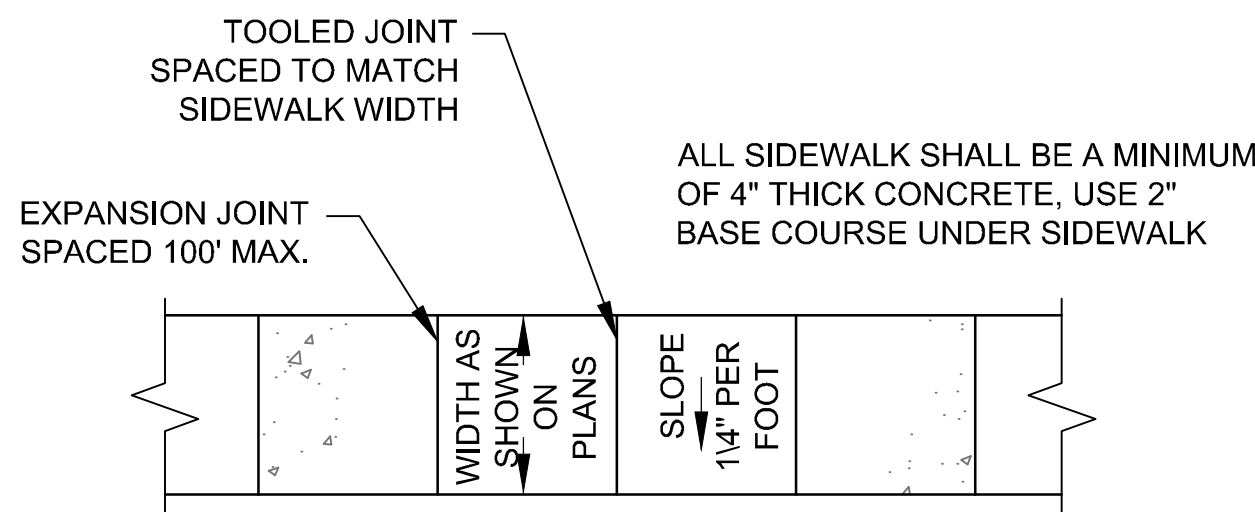 TOOLED JOINT
SPACED TO MATCH
SIDEWALK WIDTH
ALL SIDEWALK SHALL BE A MINIMUM
OF 4" THICK CONCRETE, USE 2"
BASE COURSE UNDER SIDEWALK
EXPANSION JOINT
SPACED 100' MAX.
WIDTH AS
SHOWN
ON
PLANS
SLOPE
1\4" PER
FOOT